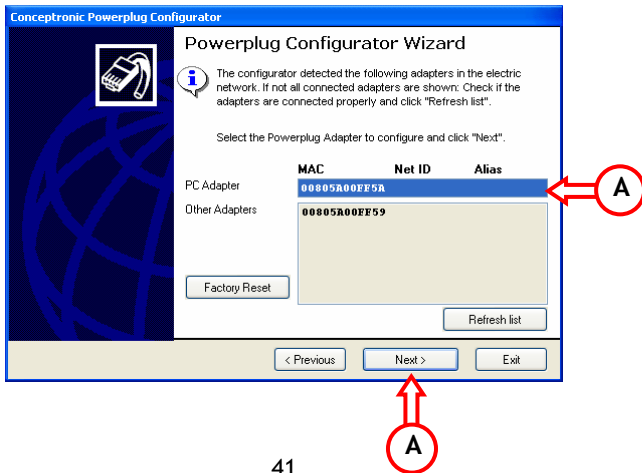 Conceptronic Powerplug Configurator
Powerplug Configurator Wizard
The configurator detected the following adapters in the electric
network. If not all connected adapters are shown: Check if the
adapters are connected properly and click "Refresh list".
Select the Powerplug Adapter to configure and click "Next".
MAC Net ID Alias
PC Adapter 00805A00FF5A
A
Other Adapters 00805A00FF59
Factory Reset
Refresh list
< Previous Next > Exit
A
41